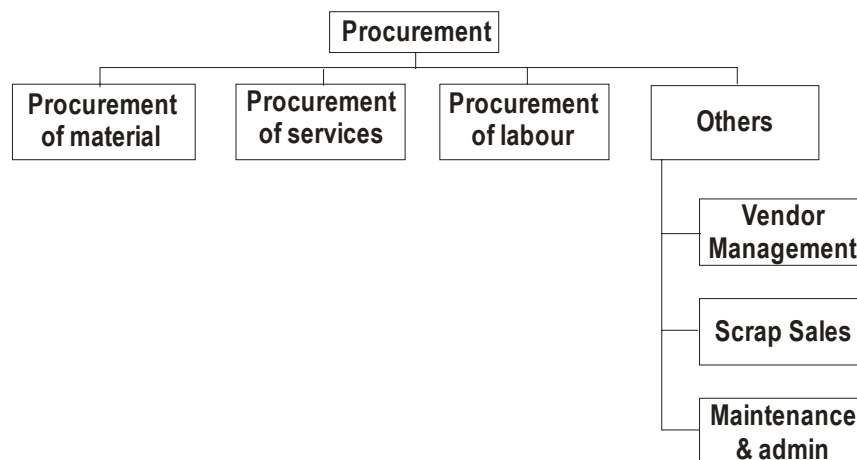 Procurement
Procurement
of material
Procurement
of services
Procurement
of labour
Others
Vendor
Management
Scrap Sales
Maintenance
& admin